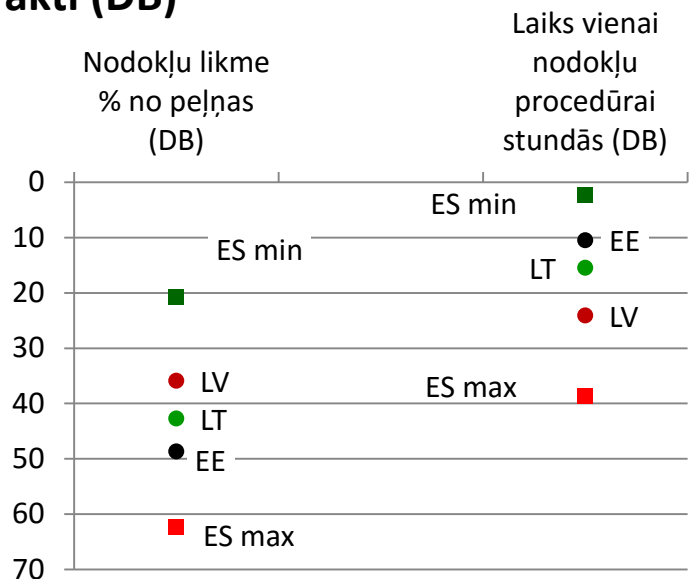 akti (DB)
Nodokļu likme
% no peļņas
(DB)
Laiks vienai
nodokļu
procedūrai
stundās (DB)
0
10
20
30
40
50
60
70
ES min
LV
LT
EE
ES max
ES min
EE
LT
LV
ES max